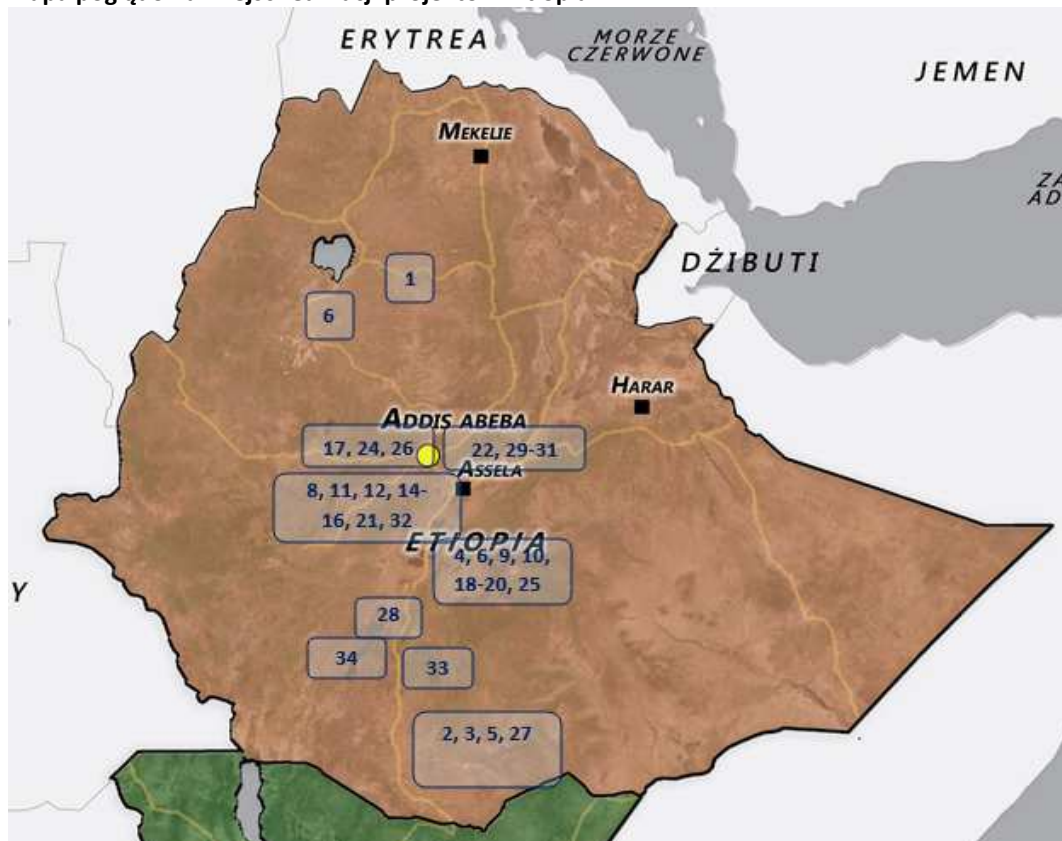 ERYTREA
MORZE
CZERWONE
JEMEN
MEKELIE
DŻIBUTI
1
6
HARAR
ADDIS ABEBA
17, 24, 26
22, 29-31
ASSELA
8, 11, 12, 14-
16, 21, 32
ETIOPIA
4, 6, 9, 10,
18-20, 25
28
34
33
2, 3, 5, 27